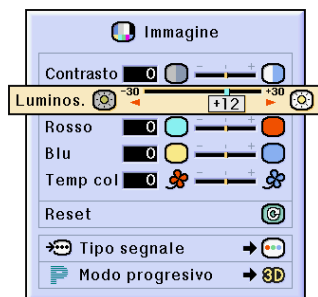 Immagine
Contrasto 0 - +
Luminos. -30 +12 +30
Rosso 0 - +
Blu 0 - +
Temp col 0 - +
Reset
Tipo segnale
Modo progresivo 3D